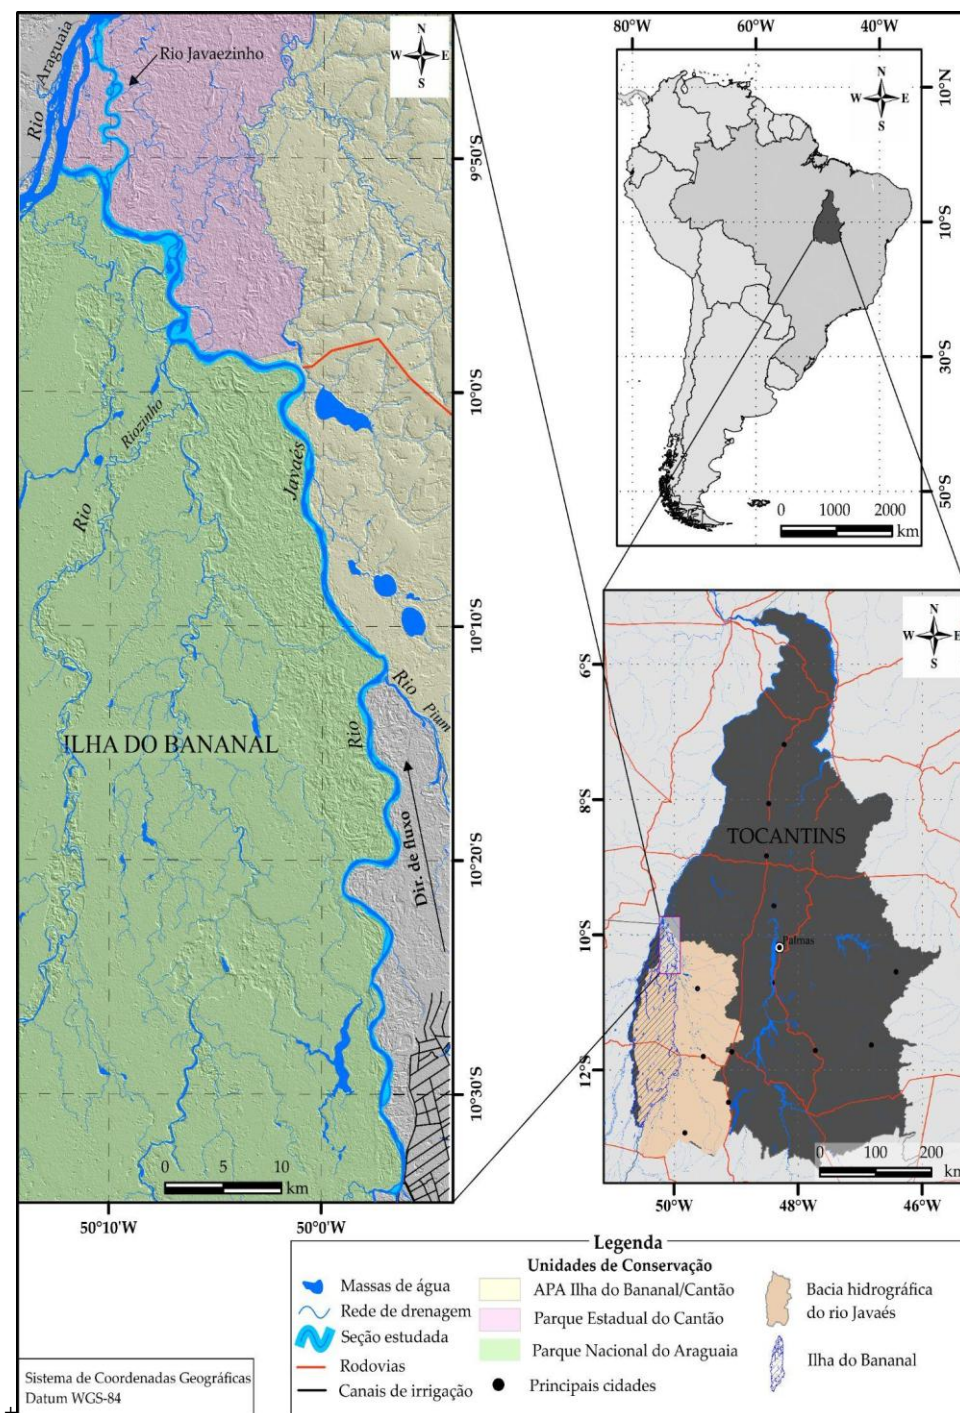 Rio Araguaia
Rio Javaezinho
N
W E
S
9°50'S
10°0'S
10°10'S
10°20'S
10°30'S
Rio Riozinho
Rio Javaés
Rio Pium
ILHA DO BANANAL
Dir. de fluxo
0 5 10
km
50°10'W 50°0'W
80°W 60°W 40°W
N
W E
S
10°N
10°S
30°S
50°S
0 1000 2000
km
N
W E
S
6°S
8°S
10°S
12°S
TOCANTINS
Palmas
0 100 200
km
50°W 48°W 46°W
Legenda
Massas de água
Rede de drenagem
Seção estudada
Rodovias
Canais de irrigação
Unidades de Conservação
APA Ilha do Bananal/Cantão
Parque Estadual do Cantão
Parque Nacional do Araguaia
Principais cidades
Bacia hidrográfica
do rio Javaés
Ilha do Bananal
Sistema de Coordenadas Geográficas
Datum WGS-84